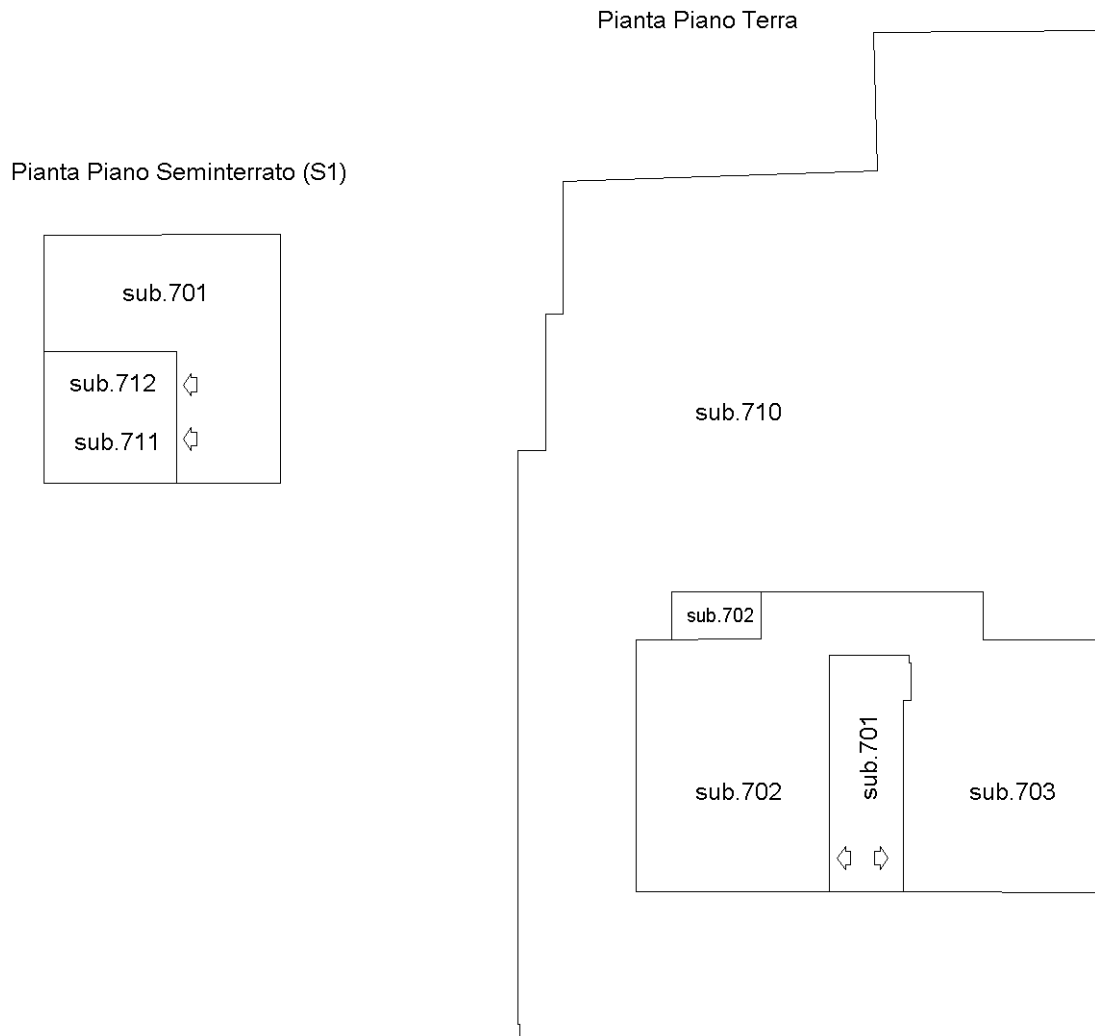 Pianta Piano Terra
Pianta Piano Seminterrato (S1)
sub.701
sub.712
sub.711
sub.710
sub.702
sub.702
sub.701
sub.703